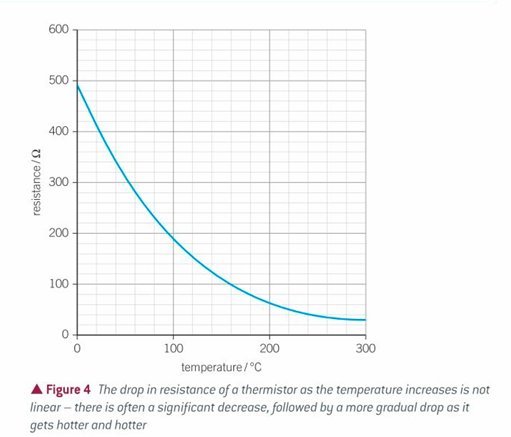 600
500
400
300
200
100
0
resistance / Ω
0 100 200 300
temperature / °C
▲ Figure 4 The drop in resistance of a thermistor as the temperature increases is not
linear – there is often a significant decrease, followed by a more gradual drop as it
gets hotter and hotter